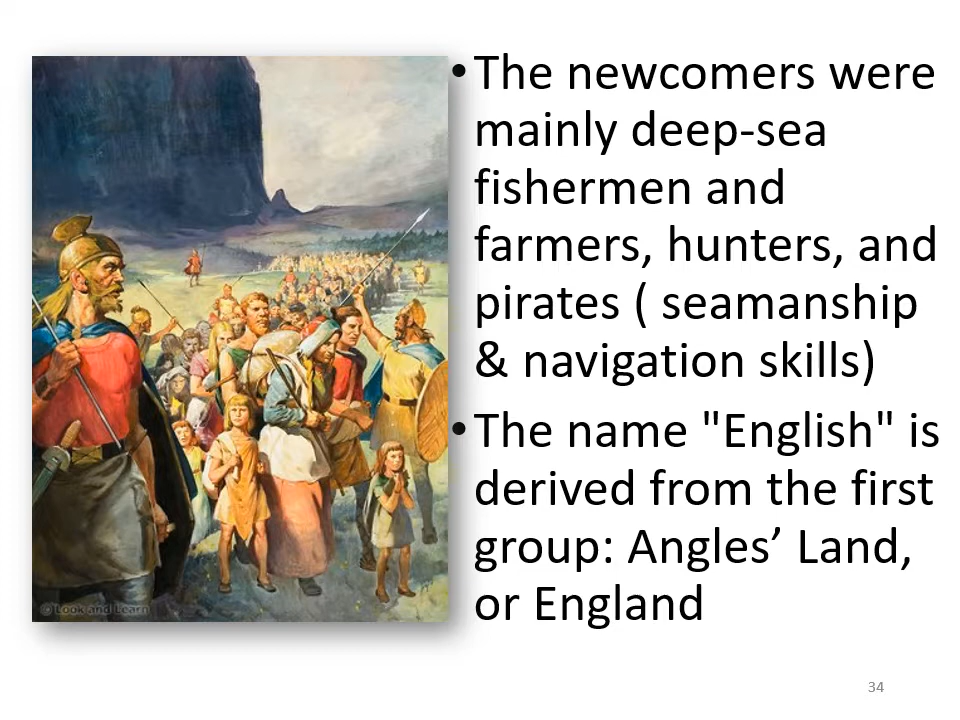 • The newcomers were
mainly deep-sea
fishermen and
farmers, hunters, and
pirates ( seamanship
& navigation skills)
• The name "English" is
derived from the first
group: Angles’ Land,
or England
© Look and Learn
34